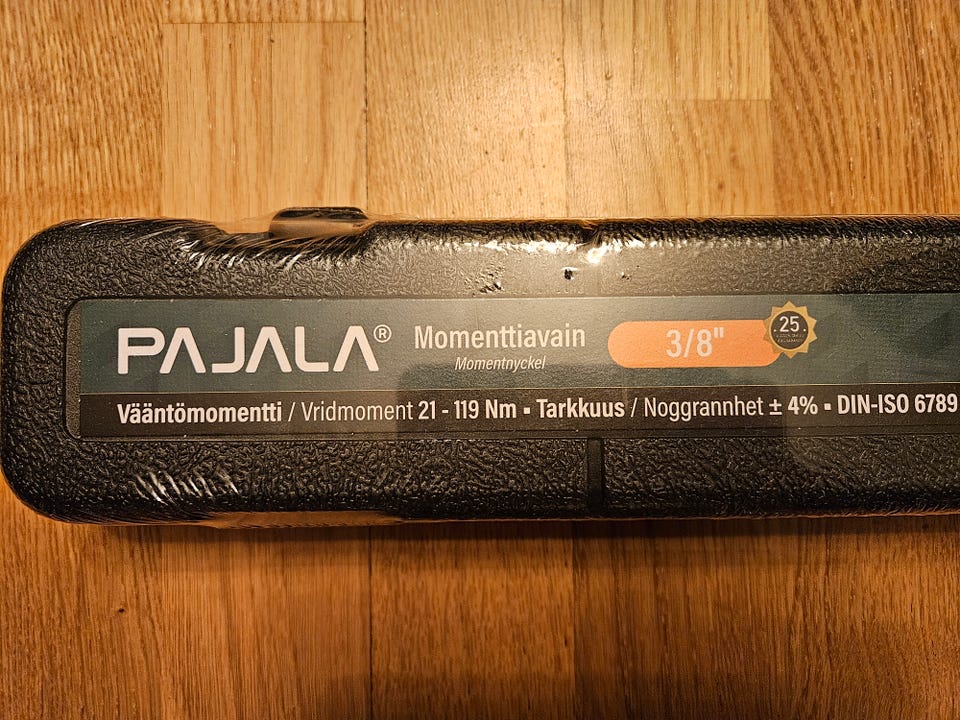 PAJALA®
Momenttiavain
Momentnyckel
3/8"
25
Vääntömomentti / Vridmoment 21 - 119 Nm ▪ Tarkkuus / Noggrannhet ± 4% ▪ DIN-ISO 6789